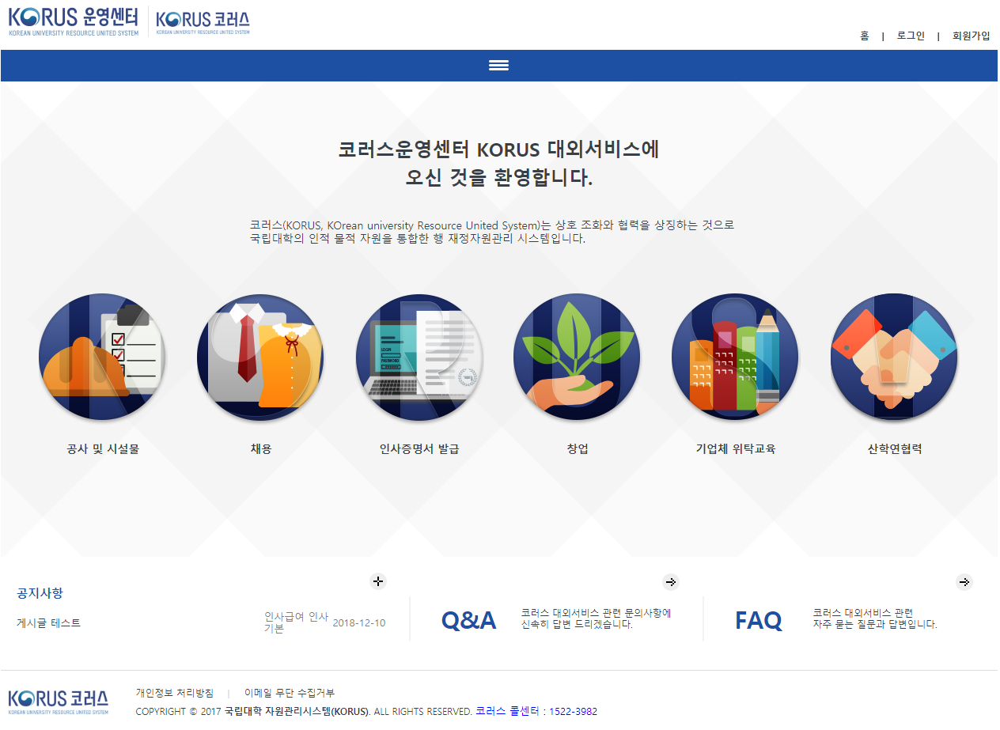 KORUS 운영센터
KOREAN UNIVERSITY RESOURCE UNITED SYSTEM
KORUS 코러스
KOREAN UNIVERSITY RESOURCE UNITED SYSTEM
홈 | 로그인 | 회원가입
코러스운영센터 KORUS 대외서비스에
오신 것을 환영합니다.
코러스(KORUS, KOrean university Resource United System)는 상호 조화와 협력을 상징하는 것으로
국립대학의 인적 물적 자원을 통합한 행 재정자원관리 시스템입니다.
LOGIN
PASSWORD
공사 및 시설물
채용
인사증명서 발급
창업
기업체 위탁교육
산학연협력
공지사항
게시글 테스트
인사급여 인사
기본
2018-12-10
Q&A
코러스 대외서비스 관련 문의사항에
신속히 답변 드리겠습니다.
FAQ
코러스 대외서비스 관련
자주 묻는 질문과 답변입니다.
KORUS 코러스
KOREAN UNIVERSITY RESOURCE UNITED SYSTEM
개인정보 처리방침 | 이메일 무단 수집거부
COPYRIGHT © 2017 국립대학 자원관리시스템(KORUS). ALL RIGHTS RESERVED. 코러스 콜센터 : 1522-3982